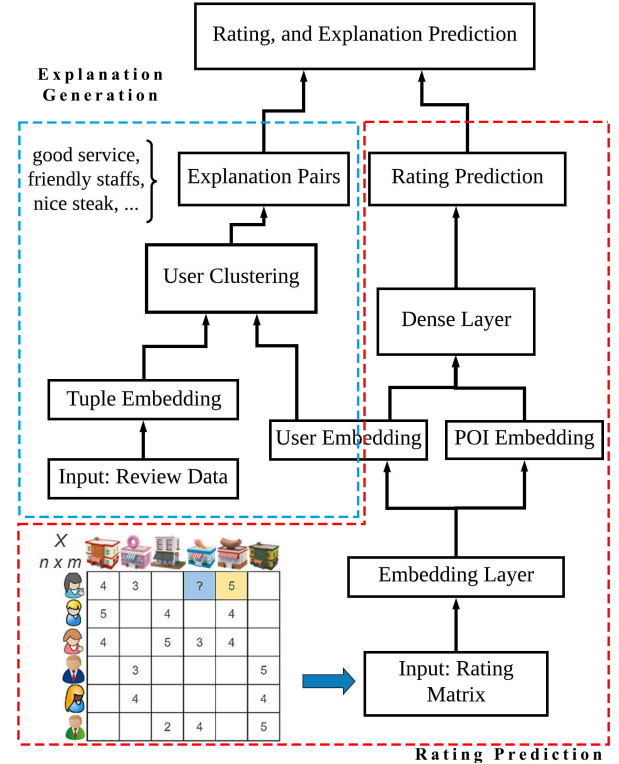 Rating, and Explanation Prediction
Explanation
Generation
good service,
friendly staffs,
nice steak, ...
Explanation Pairs
Rating Prediction
User Clustering
Dense Layer
Tuple Embedding
User Embedding
POI Embedding
Input: Review Data
X
n x m
Embedding Layer
4 3 ? 5
5 4 4
4 5 3 4
3 5
4 4
2 4 5
Input: Rating
Matrix
Rating Prediction